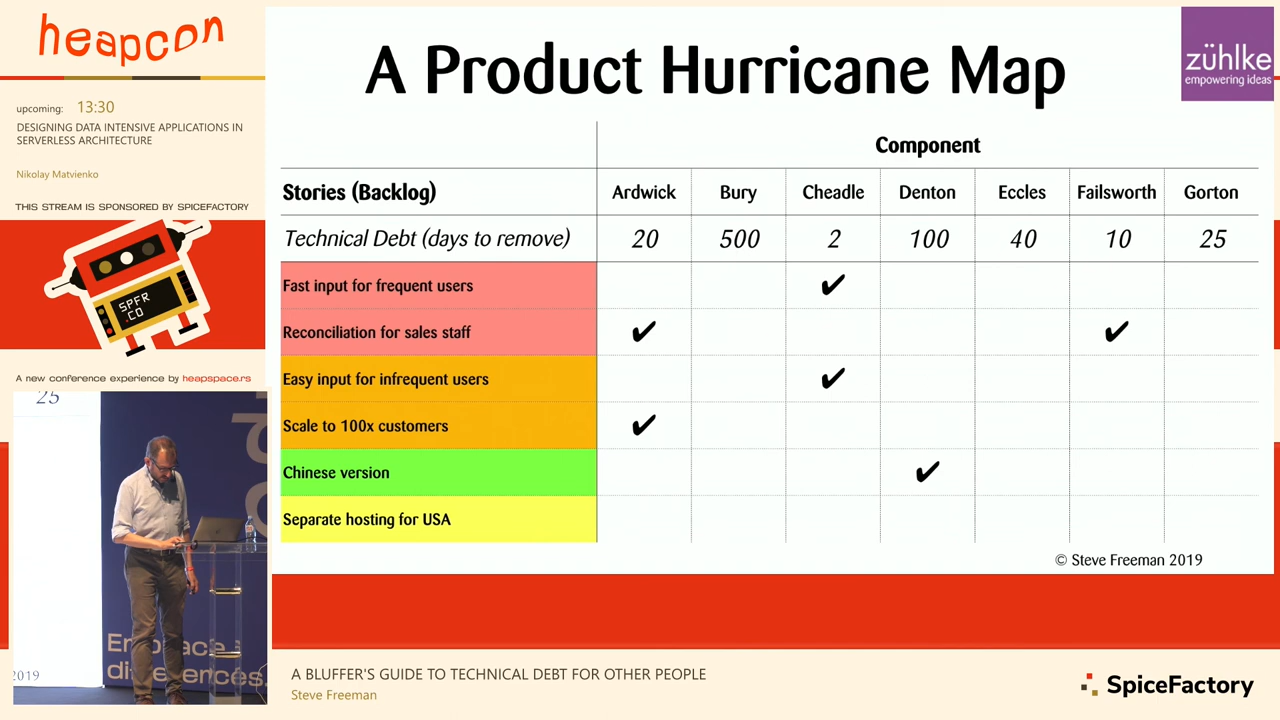 heapcon
upcoming: 13:30
DESIGNING DATA INTENSIVE APPLICATIONS IN
SERVERLESS ARCHITECTURE
Nikolay Matvienko
THIS STREAM IS SPONSORED BY SPICEFACTORY
SPFR
.CO
A new conference experience by heapspace.rs
25
Embrace
differences.
2019
A Product Hurricane Map
zühlke
empowering ideas
Component
Stories (Backlog) Ardwick Bury Cheadle Denton Eccles Failsworth Gorton
Technical Debt (days to remove) 20 500 2 100 40 10 25
Fast input for frequent users ✔
Reconciliation for sales staff ✔ ✔
Easy input for infrequent users ✔
Scale to 100x customers ✔
Chinese version ✔
Separate hosting for USA
© Steve Freeman 2019
A BLUFFER'S GUIDE TO TECHNICAL DEBT FOR OTHER PEOPLE
Steve Freeman
SpiceFactory